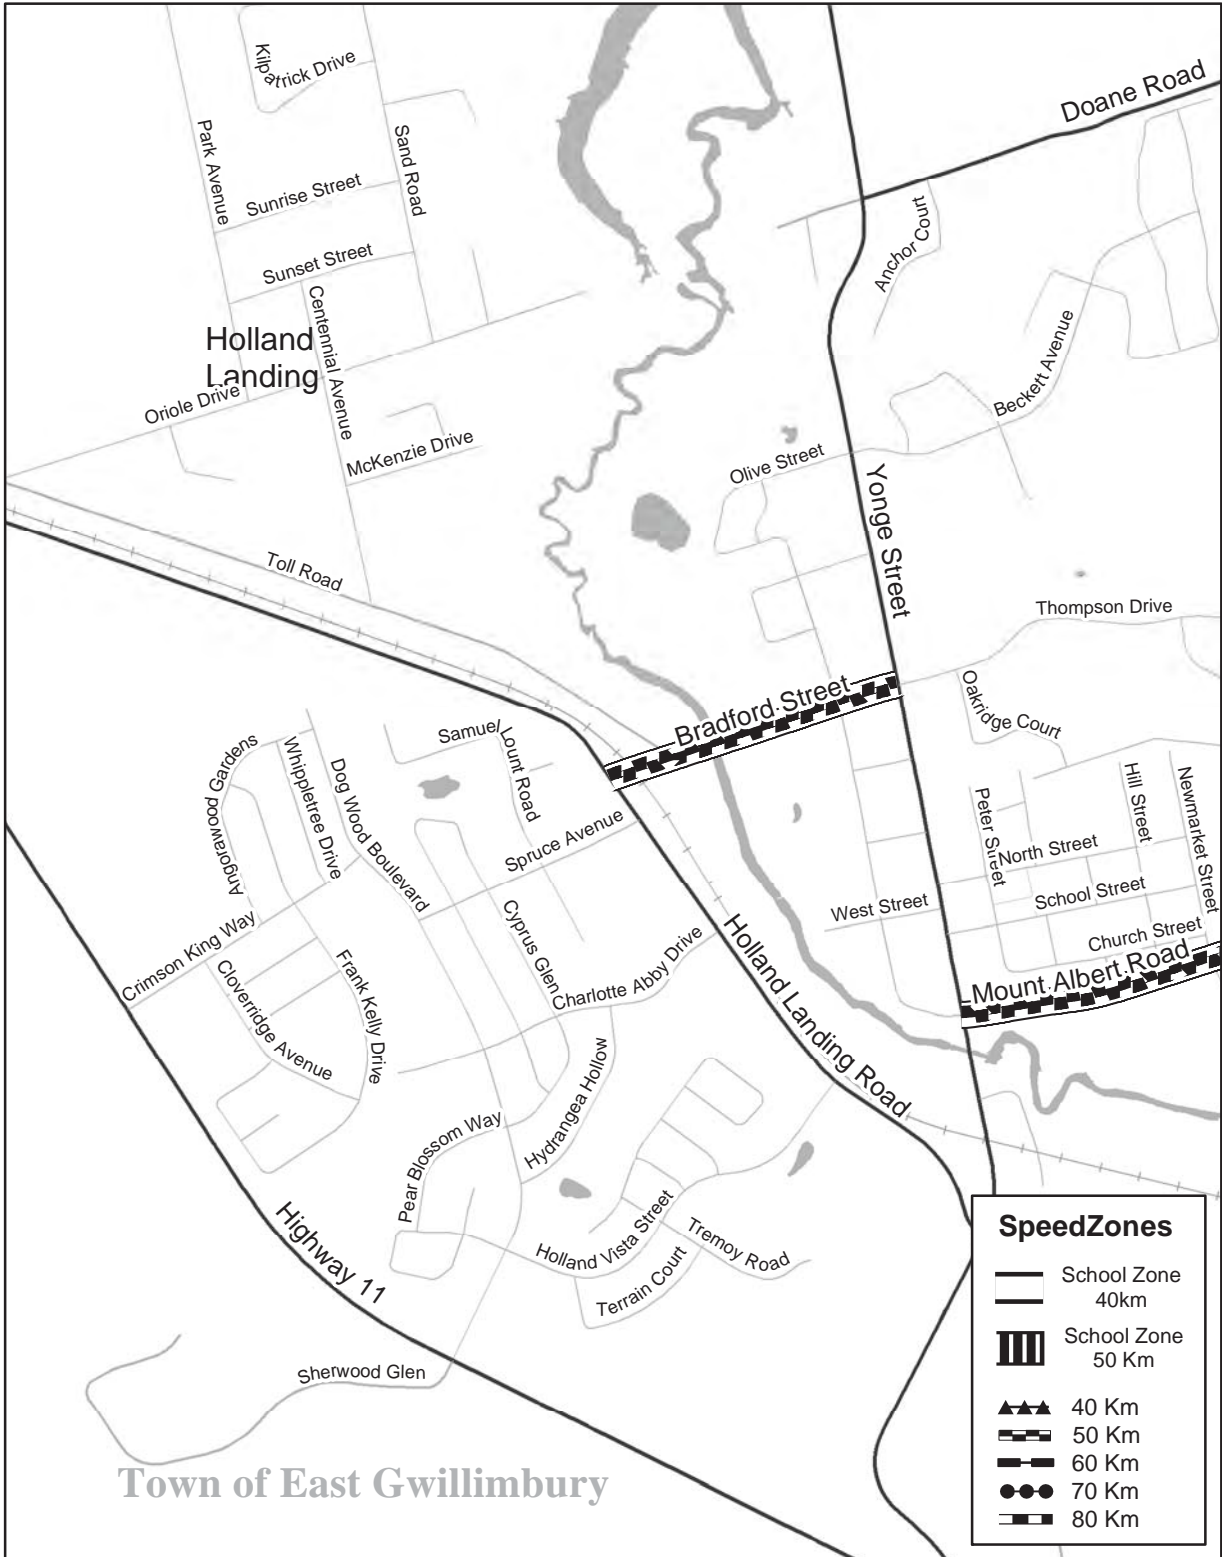 Kilpatrick Drive
Doane Road
Park Avenue
Sand Road
Sunrise Street
Anchor Court
Sunset Street
Centennial Avenue
Holland
Landing
Beckett Avenue
Oriole Drive
McKenzie Drive
Olive Street
Yonge Street
Toll Road
Thompson Drive
Bradford Street
Oakridge Court
Samuel Lount Road
Angorawood Gardens
Whippletree Drive
Dog Wood Boulevard
Hill Street
Newmarket Street
Peter Street
North Street
Spruce Avenue
School Street
West Street
Church Street
Crimson King Way
Cyprus Glen
Holland Landing Road
Mount Albert Road
Cloverridge Avenue
Frank Kelly Drive
Charlotte Abby Drive
Hydrangea Hollow
Pear Blossom Way
Highway 11
Holland Vista Street
Tremoy Road
Terrain Court
Sherwood Glen
Town of East Gwillimbury
SpeedZones
School Zone
40km
School Zone
50 Km
40 Km
50 Km
60 Km
70 Km
80 Km